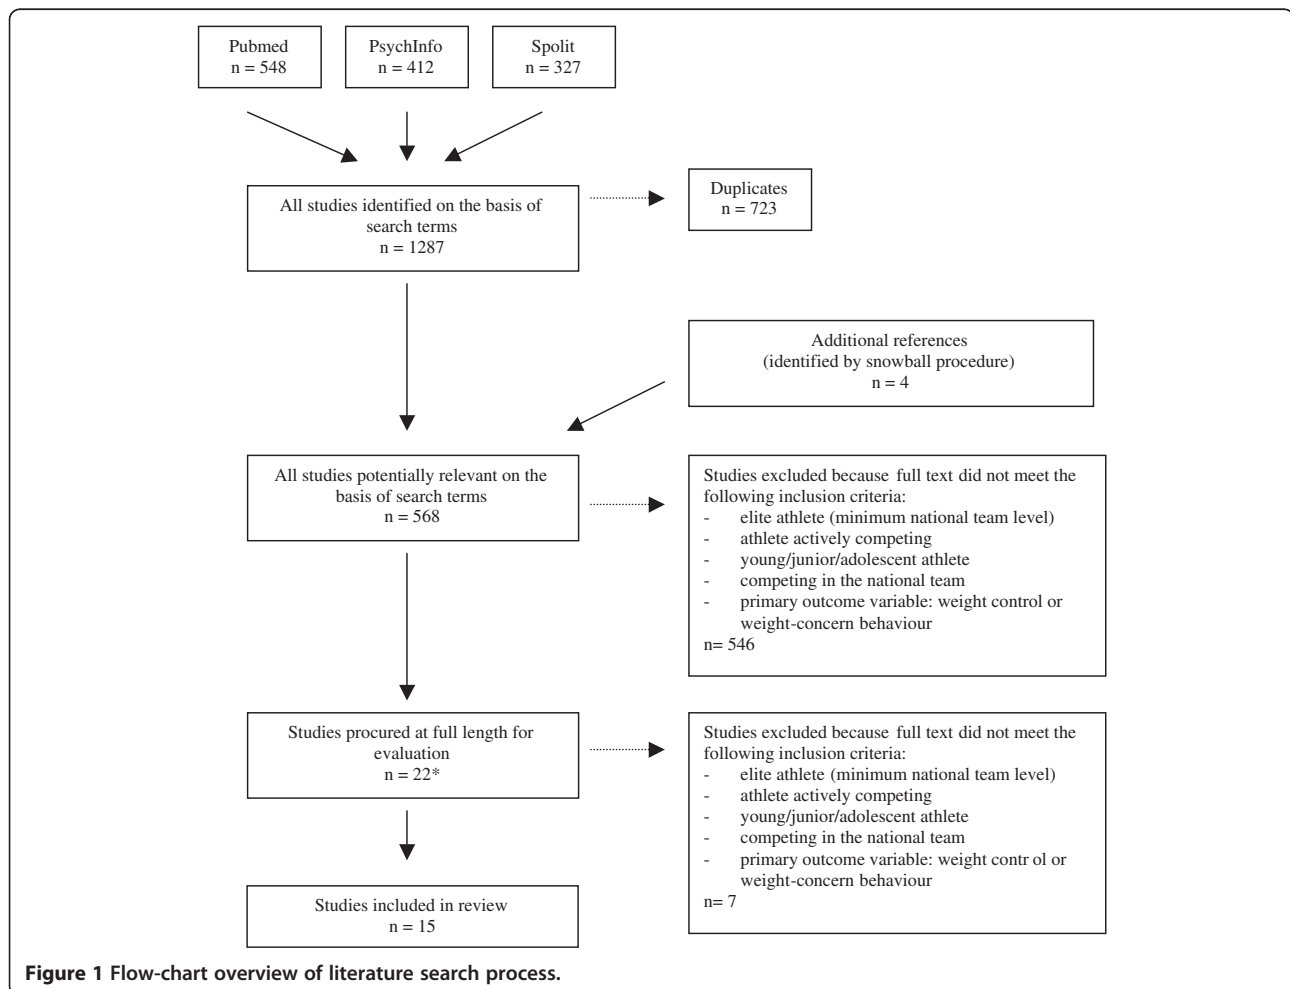 Pubmed
n = 548
PsychInfo
n = 412
Spolit
n = 327
All studies identified on the basis of
search terms
n = 1287
Duplicates
n = 723
Additional references
(identified by snowball procedure)
n = 4
All studies potentially relevant on the
basis of search terms
n = 568
Studies excluded because full text did not meet the
following inclusion criteria:
- elite athlete (minimum national team level)
- athlete actively competing
- young/junior/adolescent athlete
- competing in the national team
- primary outcome variable: weight control or
weight-concern behaviour
n= 546
Studies procured at full length for
evaluation
n = 22*
Studies excluded because full text did not meet the
following inclusion criteria:
- elite athlete (minimum national team level)
- athlete actively competing
- young/junior/adolescent athlete
- competing in the national team
- primary outcome variable: weight contr ol or
weight-concern behaviour
n= 7
Studies included in review
n = 15
Figure 1 Flow-chart overview of literature search process.